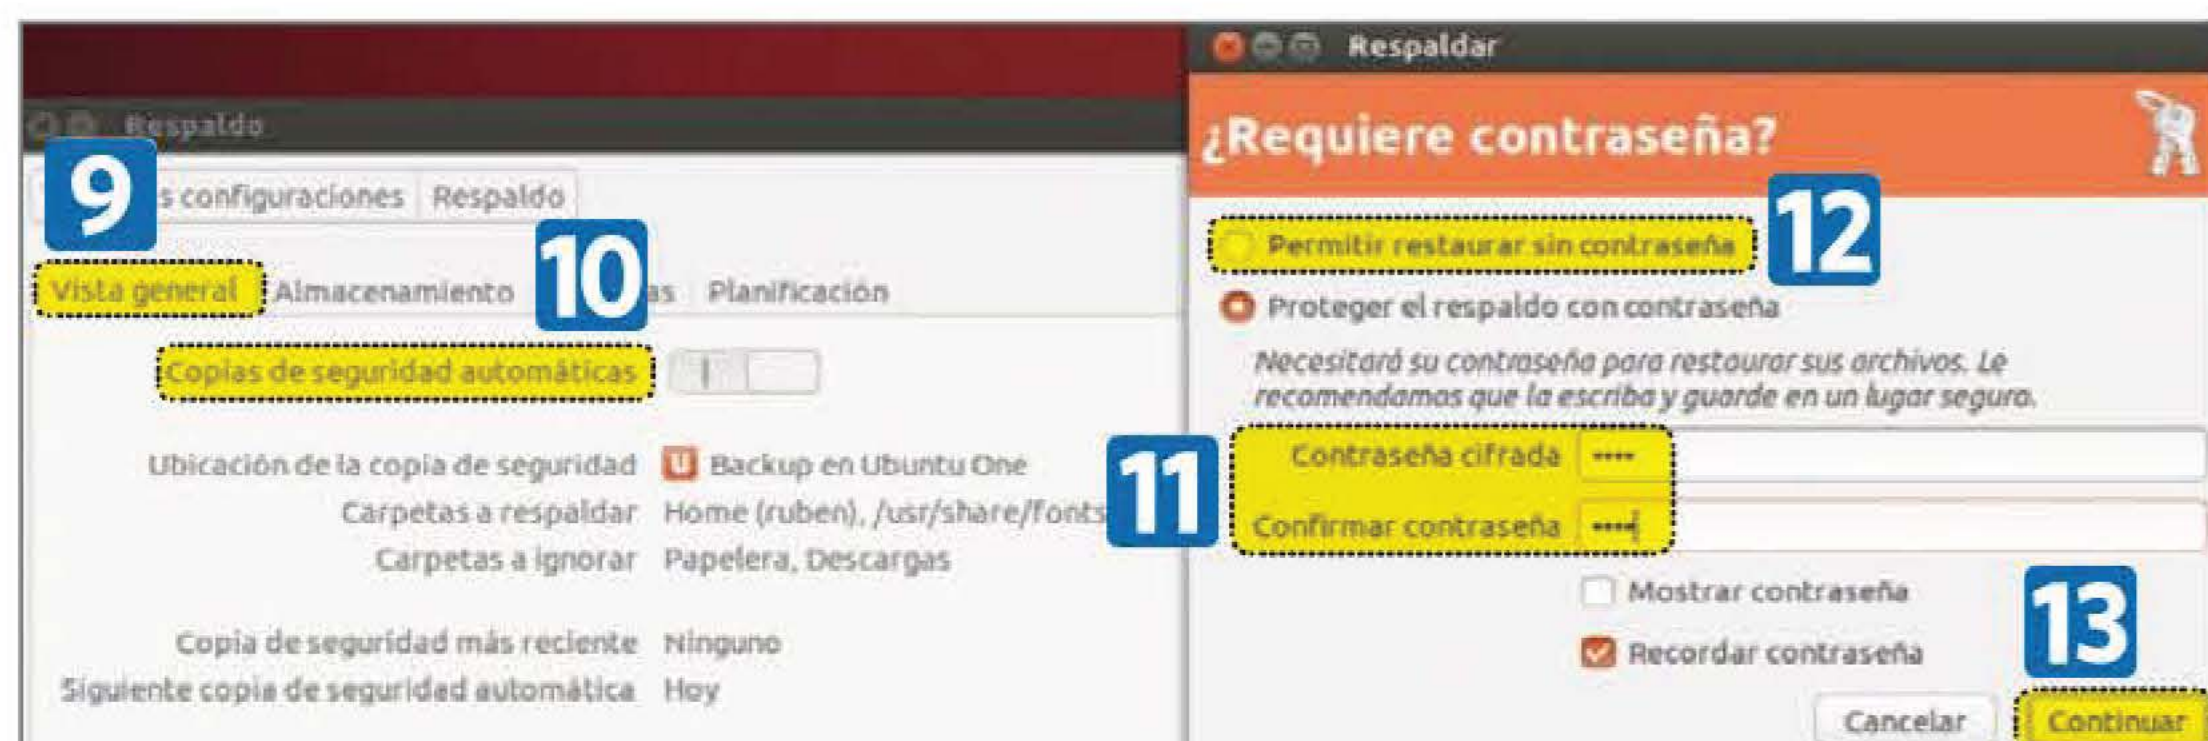 Respaldo
9
s configuraciones Respaldo
10
Vista general Almacenamiento as Planificación
Copias de seguridad automáticas
Ubicación de la copia de seguridad Backup en Ubuntu One
Carpetas a respaldar Home (ruben), /usr/share/fonts
Carpetas a ignorar Papelera, Descargas
Copia de seguridad más reciente Ninguno
Siguiente copia de seguridad automática Hoy
Respaldar
¿Requiere contraseña?
12
Permitir restaurar sin contraseña
Proteger el respaldo con contraseña
Necesitará su contraseña para restaurar sus archivos. Le
recomendamos que la escriba y guarde en un lugar seguro.
11
Contraseña cifrada ••••
Confirmar contraseña ••••
Mostrar contraseña
13
Recordar contraseña
Cancelar Continuar